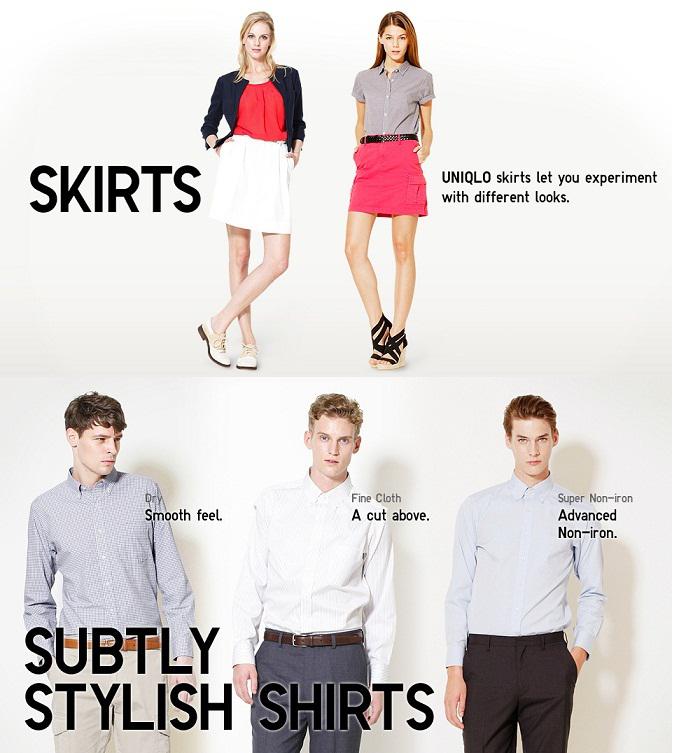 SKIRTS
UNIQLO skirts let you experiment
with different looks.
Dry
Smooth feel.
Fine Cloth
A cut above.
Super Non-iron
Advanced
Non-iron.
SUBTLY
STYLISH SHIRTS